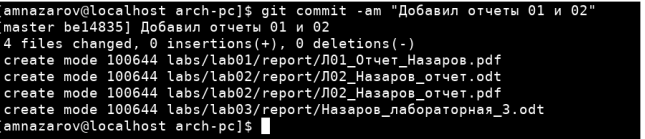 [amnazarov@localhost arch-pc]$ git commit -am "Добавил отчеты 01 и 02"
[master be14835] Добавил отчеты 01 и 02
4 files changed, 0 insertions(+), 0 deletions(-)
create mode 100644 labs/lab01/report/Л01_Отчет_Назаров.pdf
create mode 100644 labs/lab02/report/Л02_Назаров_отчет.odt
create mode 100644 labs/lab02/report/Л02_Назаров_отчет.pdf
create mode 100644 labs/lab03/report/Назаров_лабораторная_3.odt
[amnazarov@localhost arch-pc]$